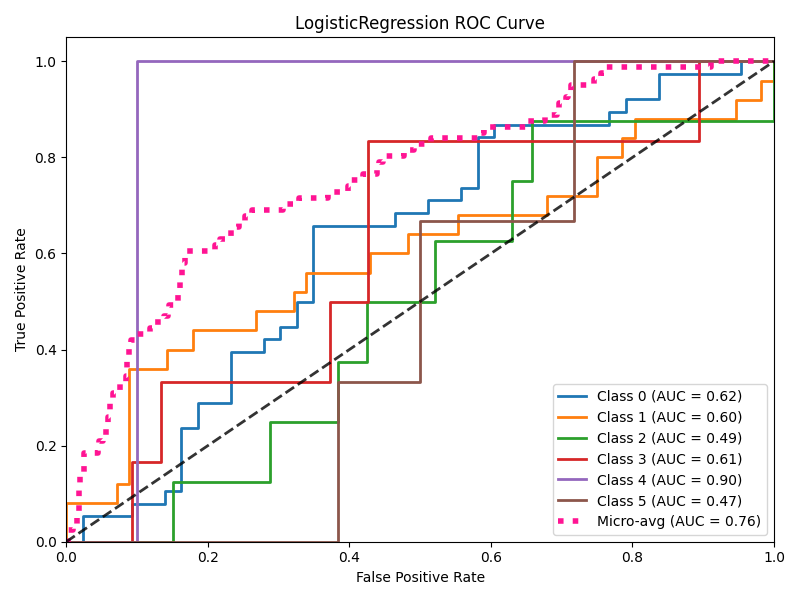 LogisticRegression ROC Curve
1.0
0.8
0.6
0.4
0.2
0.0
True Positive Rate
0.0 0.2 0.4 0.6 0.8 1.0
False Positive Rate
Class 0 (AUC = 0.62)
Class 1 (AUC = 0.60)
Class 2 (AUC = 0.49)
Class 3 (AUC = 0.61)
Class 4 (AUC = 0.90)
Class 5 (AUC = 0.47)
Micro-avg (AUC = 0.76)